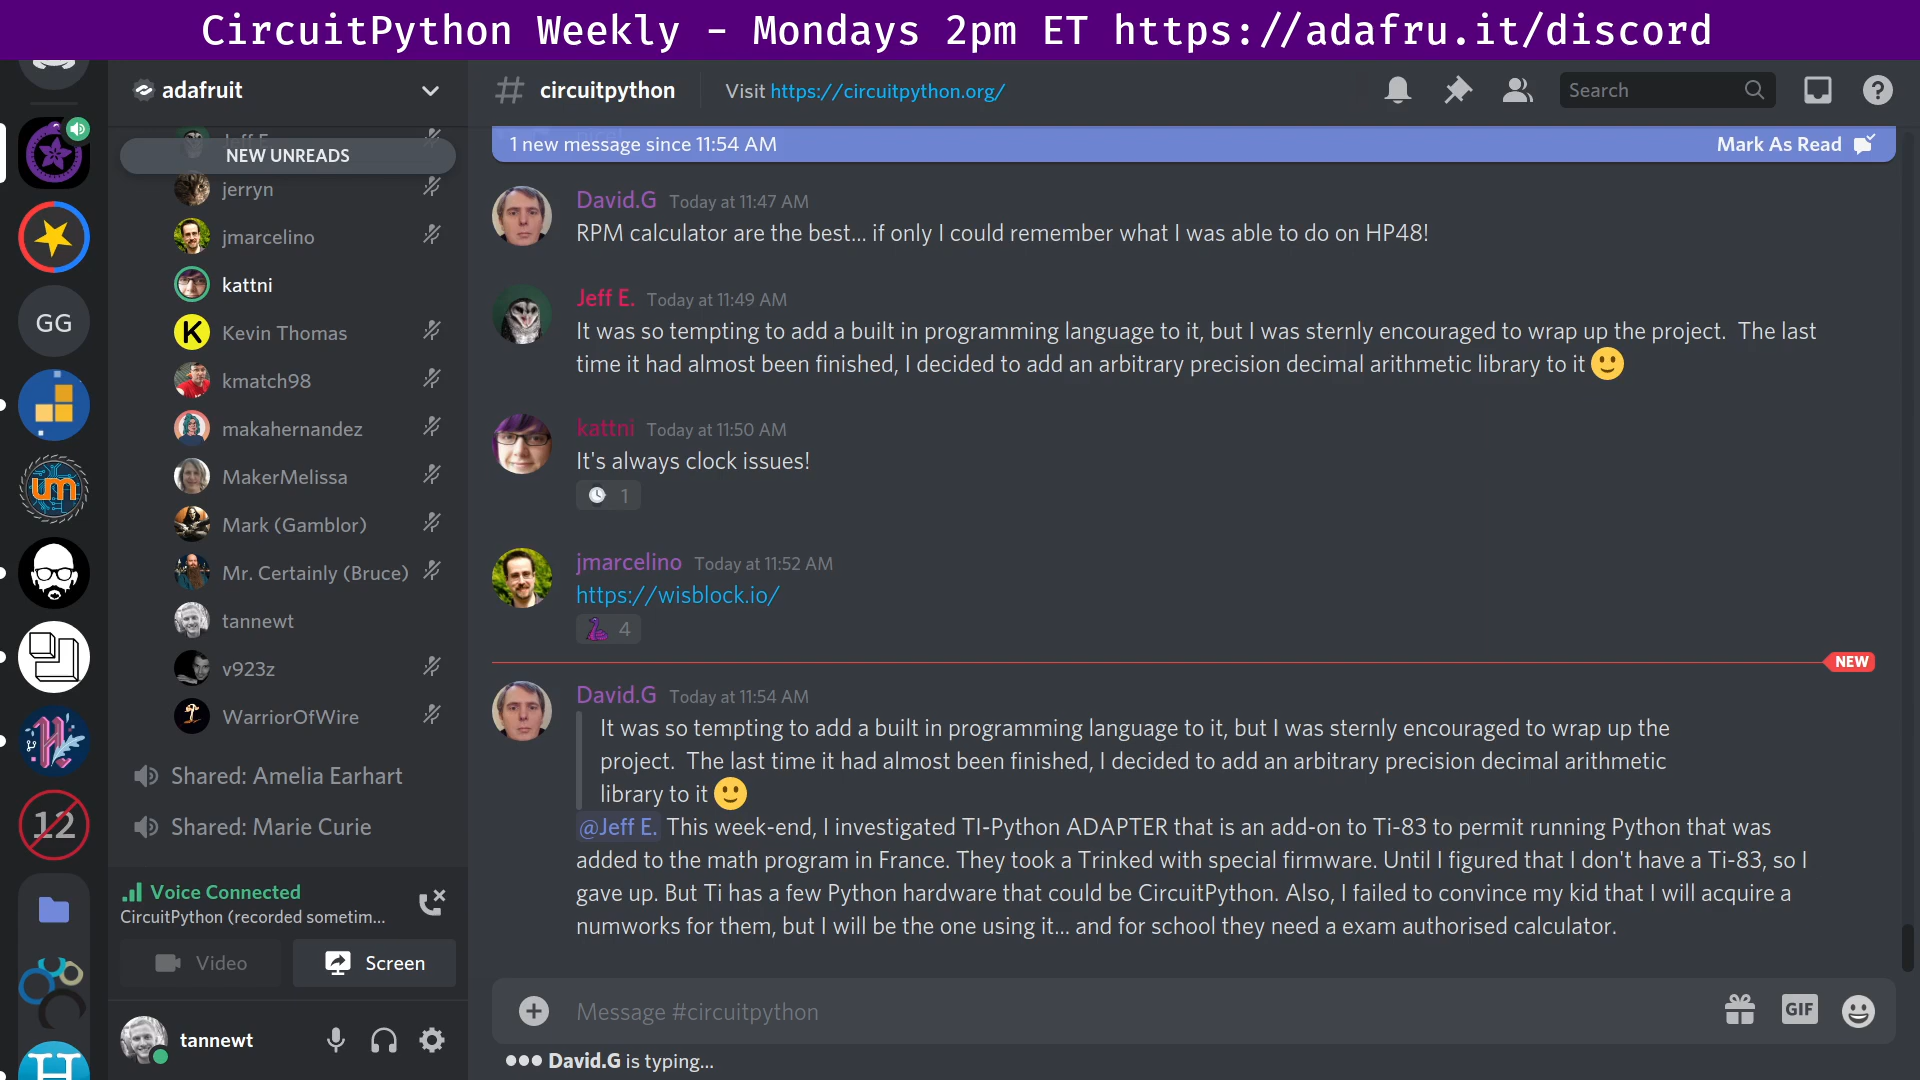 CircuitPython Weekly - Mondays 2pm ET https://adafru.it/discord
adafruit
circuitpython
Visit https://circuitpython.org/
Search
Jeff E.
NEW UNREADS
jerryn
jmarcelino
kattni
Kevin Thomas
kmatch98
makahernandez
MakerMelissa
Mark (Gamblor)
Mr. Certainly (Bruce)
tannewt
v923z
WarriorOfWire
Shared: Amelia Earhart
Shared: Marie Curie
Voice Connected
CircuitPython (recorded sometim...
Video
Screen
tannewt
GG
um
12
1 new message since 11:54 AM
Mark As Read
David.G Today at 11:47 AM
RPM calculator are the best... if only I could remember what I was able to do on HP48!
Jeff E. Today at 11:49 AM
It was so tempting to add a built in programming language to it, but I was sternly encouraged to wrap up the project.  The last
time it had almost been finished, I decided to add an arbitrary precision decimal arithmetic library to it
kattni Today at 11:50 AM
It's always clock issues!
1
jmarcelino Today at 11:52 AM
https://wisblock.io/
4
NEW
David.G Today at 11:54 AM
It was so tempting to add a built in programming language to it, but I was sternly encouraged to wrap up the
project.  The last time it had almost been finished, I decided to add an arbitrary precision decimal arithmetic
library to it
@Jeff E. This week-end, I investigated TI-Python ADAPTER that is an add-on to Ti-83 to permit running Python that was
added to the math program in France. They took a Trinked with special firmware. Until I figured that I don't have a Ti-83, so I
gave up. But Ti has a few Python hardware that could be CircuitPython. Also, I failed to convince my kid that I will acquire a
numworks for them, but I will be the one using it... and for school they need a exam authorised calculator.
Message #circuitpython
GIF
David.G is typing...